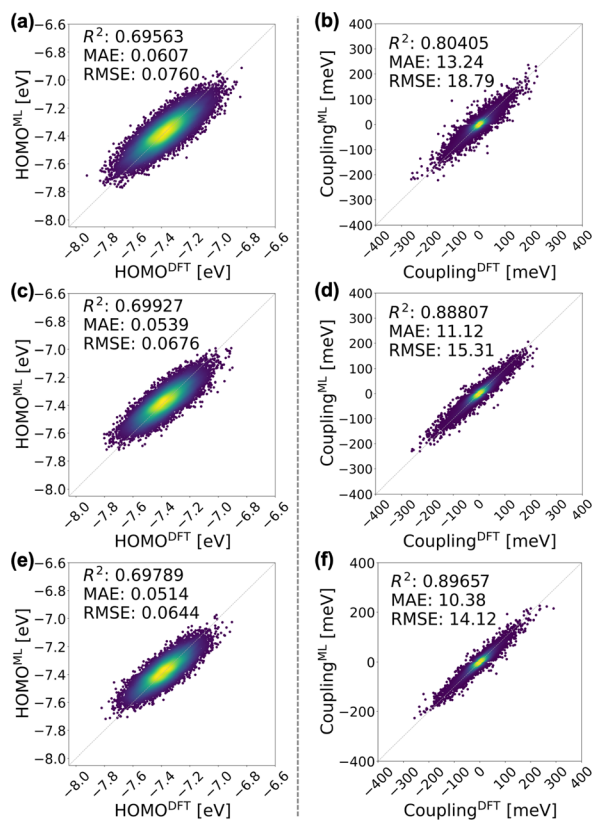 (a)
R²: 0.69563
MAE: 0.0607
RMSE: 0.0760
HOMO^ML [eV]
−6.6
−6.8
−7.0
−7.2
−7.4
−7.6
−7.8
−8.0
−8.0
−7.8
−7.6
−7.4
−7.2
−7.0
−6.8
−6.6
HOMO^DFT [eV]
(b)
R²: 0.80405
MAE: 13.24
RMSE: 18.79
Coupling^ML [meV]
400
300
200
100
0
−100
−200
−300
−400
−400
−300
−200
−100
0
100
200
300
400
Coupling^DFT [meV]
(c)
R²: 0.69927
MAE: 0.0539
RMSE: 0.0676
HOMO^ML [eV]
−6.6
−6.8
−7.0
−7.2
−7.4
−7.6
−7.8
−8.0
−8.0
−7.8
−7.6
−7.4
−7.2
−7.0
−6.8
−6.6
HOMO^DFT [eV]
(d)
R²: 0.88807
MAE: 11.12
RMSE: 15.31
Coupling^ML [meV]
400
300
200
100
0
−100
−200
−300
−400
−400
−300
−200
−100
0
100
200
300
400
Coupling^DFT [meV]
(e)
R²: 0.69789
MAE: 0.0514
RMSE: 0.0644
HOMO^ML [eV]
−6.6
−6.8
−7.0
−7.2
−7.4
−7.6
−7.8
−8.0
−8.0
−7.8
−7.6
−7.4
−7.2
−7.0
−6.8
−6.6
HOMO^DFT [eV]
(f)
R²: 0.89657
MAE: 10.38
RMSE: 14.12
Coupling^ML [meV]
400
200
0
−200
−400
−400
−300
−200
−100
0
100
200
300
400
Coupling^DFT [meV]